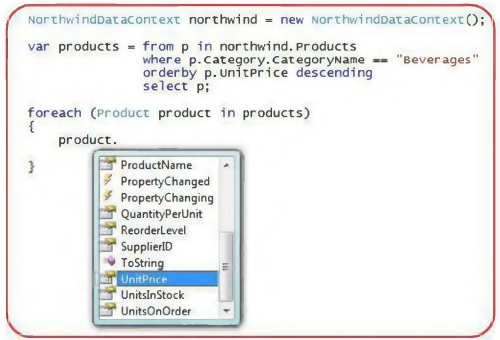 NorthwindDataContext northwind = new NorthwindDataContext();
var products = from p in northwind.Products
where p.Category.CategoryName == "Beverages"
orderby p.UnitPrice descending
select p;
foreach (Product product in products)
{
product.
}
ProductName
PropertyChanged
PropertyChanging
QuantityPerUnit
ReorderLevel
SupplierID
ToString
UnitPrice
UnitsInStock
UnitsOnOrder